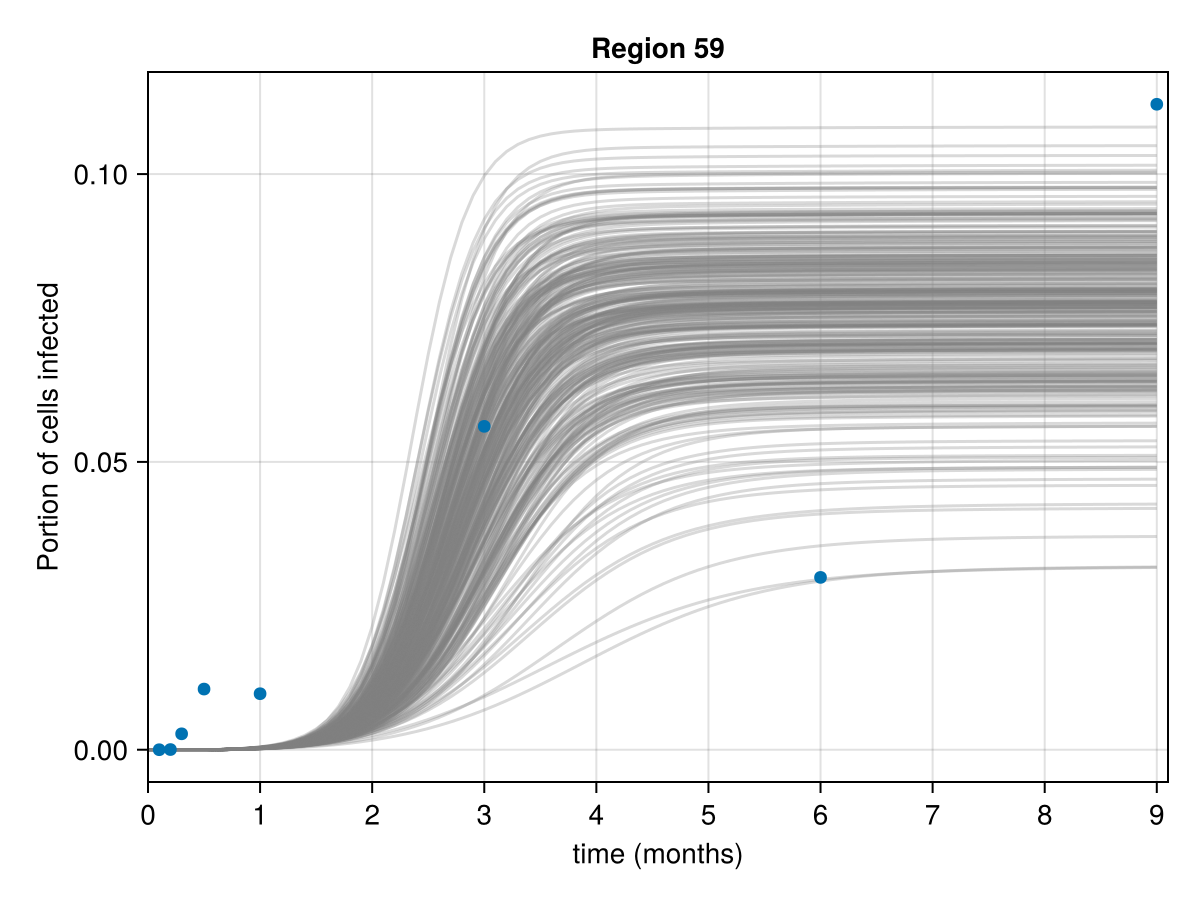 Region 59
0.10
0.05
0.00
Portion of cells infected
0 1 2 3 4 5 6 7 8 9
time (months)